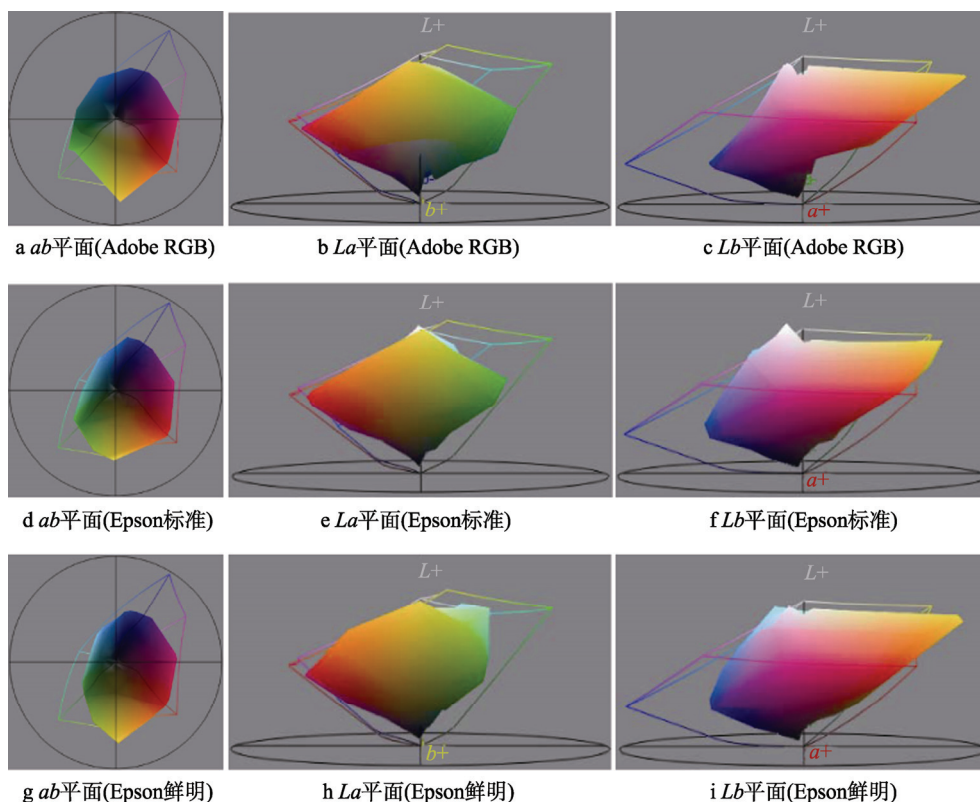 L+
L+
b+
a+
a ab平面(Adobe RGB)
b La平面(Adobe RGB)
c Lb平面(Adobe RGB)
L+
L+
a+
d ab平面(Epson标准)
e La平面(Epson标准)
f Lb平面(Epson标准)
L+
L+
b+
a+
g ab平面(Epson鲜明)
h La平面(Epson鲜明)
i Lb平面(Epson鲜明)